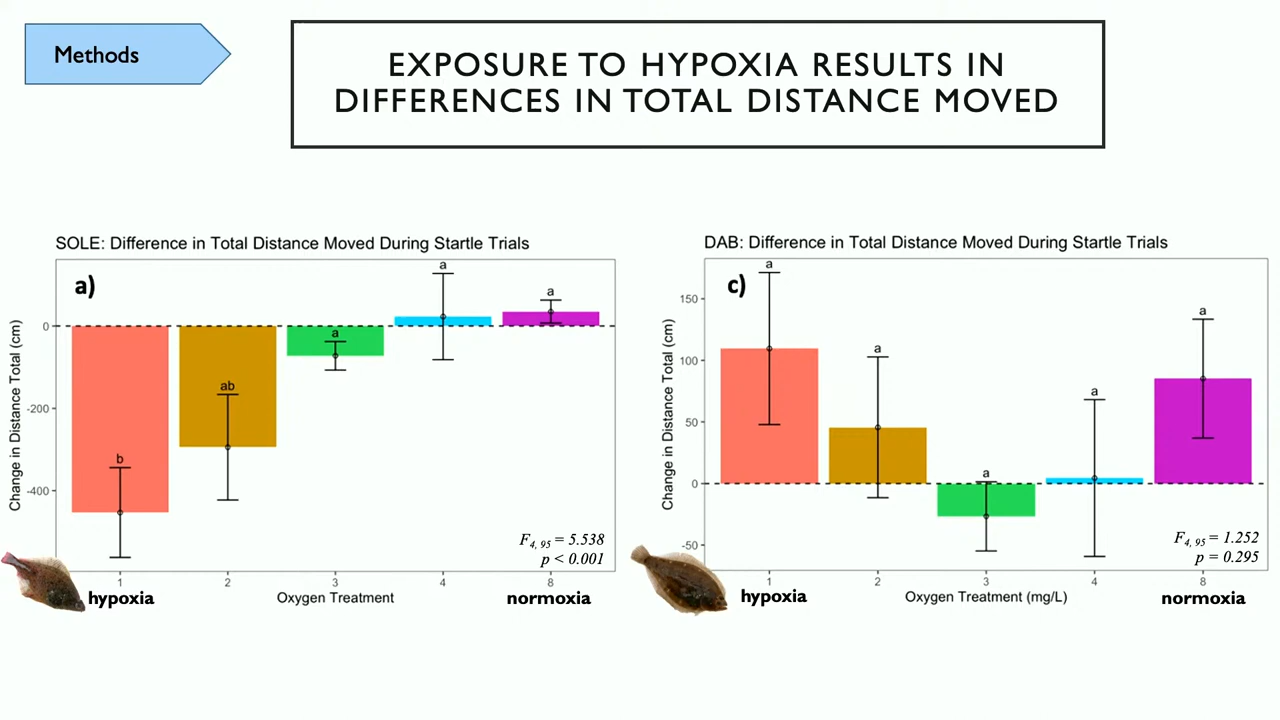 Methods
EXPOSURE TO HYPOXIA RESULTS IN
DIFFERENCES IN TOTAL DISTANCE MOVED
SOLE: Difference in Total Distance Moved During Startle Trials
a)
Change in Distance Total (cm)
0
-200
-400
b
ab
a
a
a
F4, 95 = 5.538
p < 0.001
1
2
3
4
8
hypoxia
Oxygen Treatment
normoxia
DAB: Difference in Total Distance Moved During Startle Trials
c)
Change in Distance Total (cm)
150
100
50
0
-50
a
a
a
a
a
F4, 95 = 1.252
p = 0.295
1
2
3
4
8
hypoxia
Oxygen Treatment (mg/L)
normoxia